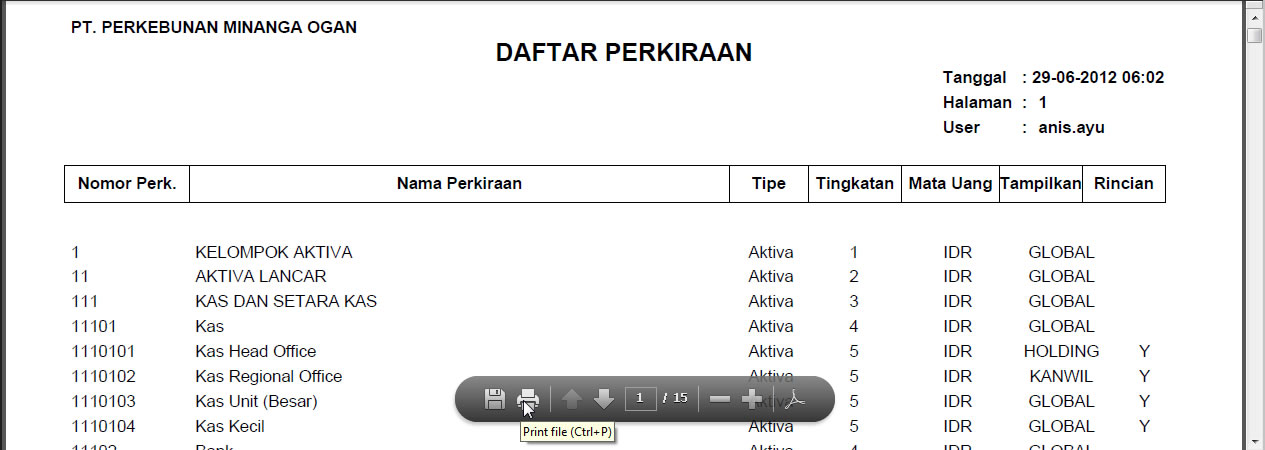 PT. PERKEBUNAN MINANGA OGAN
DAFTAR PERKIRAAN
Tanggal : 29-06-2012 06:02
Halaman : 1
User : anis.ayu
Nomor Perk. Nama Perkiraan Tipe Tingkatan Mata Uang Tampilkan Rincian
1 KELOMPOK AKTIVA Aktiva 1 IDR GLOBAL
11 AKTIVA LANCAR Aktiva 2 IDR GLOBAL
111 KAS DAN SETARA KAS Aktiva 3 IDR GLOBAL
11101 Kas Aktiva 4 IDR GLOBAL
1110101 Kas Head Office Aktiva 5 IDR HOLDING Y
1110102 Kas Regional Office Aktiva 5 IDR KANWIL Y
1110103 Kas Unit (Besar) Aktiva 5 IDR GLOBAL Y
1 / 15
1110104 Kas Kecil Aktiva 5 IDR GLOBAL Y
Print file (Ctrl+P)
11102 Bank Aktiva 4 IDR GLOBAL